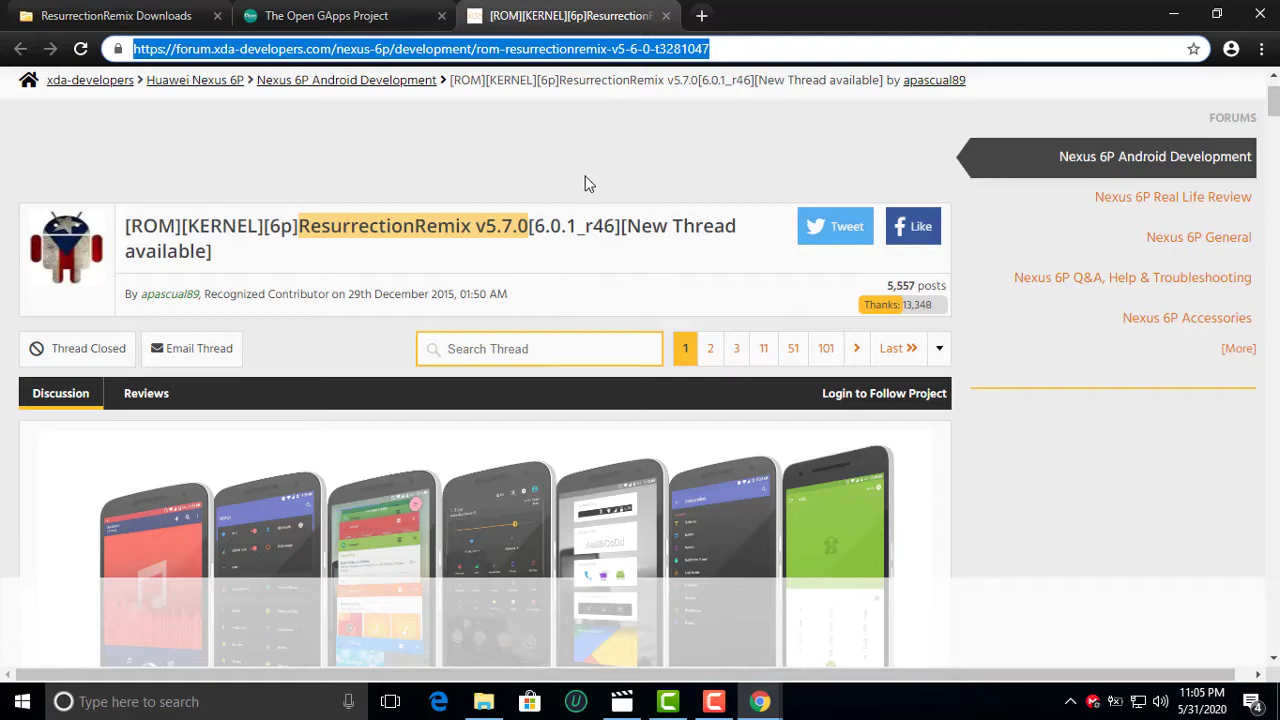 ResurrectionRemix Downloads
The Open GApps Project
[ROM][KERNEL][6p]Resurrection
https://forum.xda-developers.com/nexus-6p/development/rom-resurrectionremix-v5-6-0-t3281047
xda-developers Huawei Nexus 6P Nexus 6P Android Development [ROM][KERNEL][6p]ResurrectionRemix v5.7.0[6.0.1_r46][New Thread available] by apascual89
FORUMS
Nexus 6P Android Development
Nexus 6P Real Life Review
Nexus 6P General
Nexus 6P Q&A, Help & Troubleshooting
Nexus 6P Accessories
[More]
[ROM][KERNEL][6p]ResurrectionRemix v5.7.0[6.0.1_r46][New Thread
available]
Tweet
Like
By apascual89, Recognized Contributor on 29th December 2015, 01:50 AM
5,557 posts
Thanks: 13,348
Thread Closed
Email Thread
Search Thread
1 2 3 11 51 101 > Last
Discussion
Reviews
Login to Follow Project
Type here to search
11:05 PM
5/31/2020
4